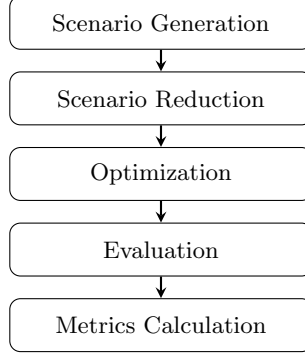 Scenario Generation
Scenario Reduction
Optimization
Evaluation
Metrics Calculation